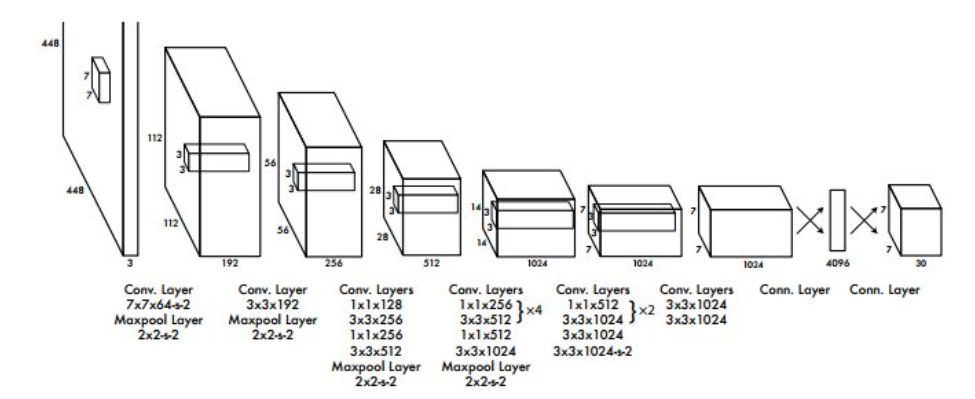 448
7
7
448
3
112
3
3
112
192
56
3
3
56
256
28
3
3
28
512
14
3
3
14
1024
7
3
3
7
1024
7
7
1024
4096
7
7
30
Conv. Layer
7x7x64-s-2
Maxpool Layer
2x2-s-2
Conv. Layer
3x3x192
Maxpool Layer
2x2-s-2
Conv. Layers
1x1x128
3x3x256
1x1x256
3x3x512
Maxpool Layer
2x2-s-2
Conv. Layers
1x1x256
3x3x512 }×4
1x1x512
3x3x1024
Maxpool Layer
2x2-s-2
Conv. Layers
1x1x512
3x3x1024 }×2
3x3x1024
3x3x1024-s-2
Conv. Layers
3x3x1024
3x3x1024
Conn. Layer
Conn. Layer